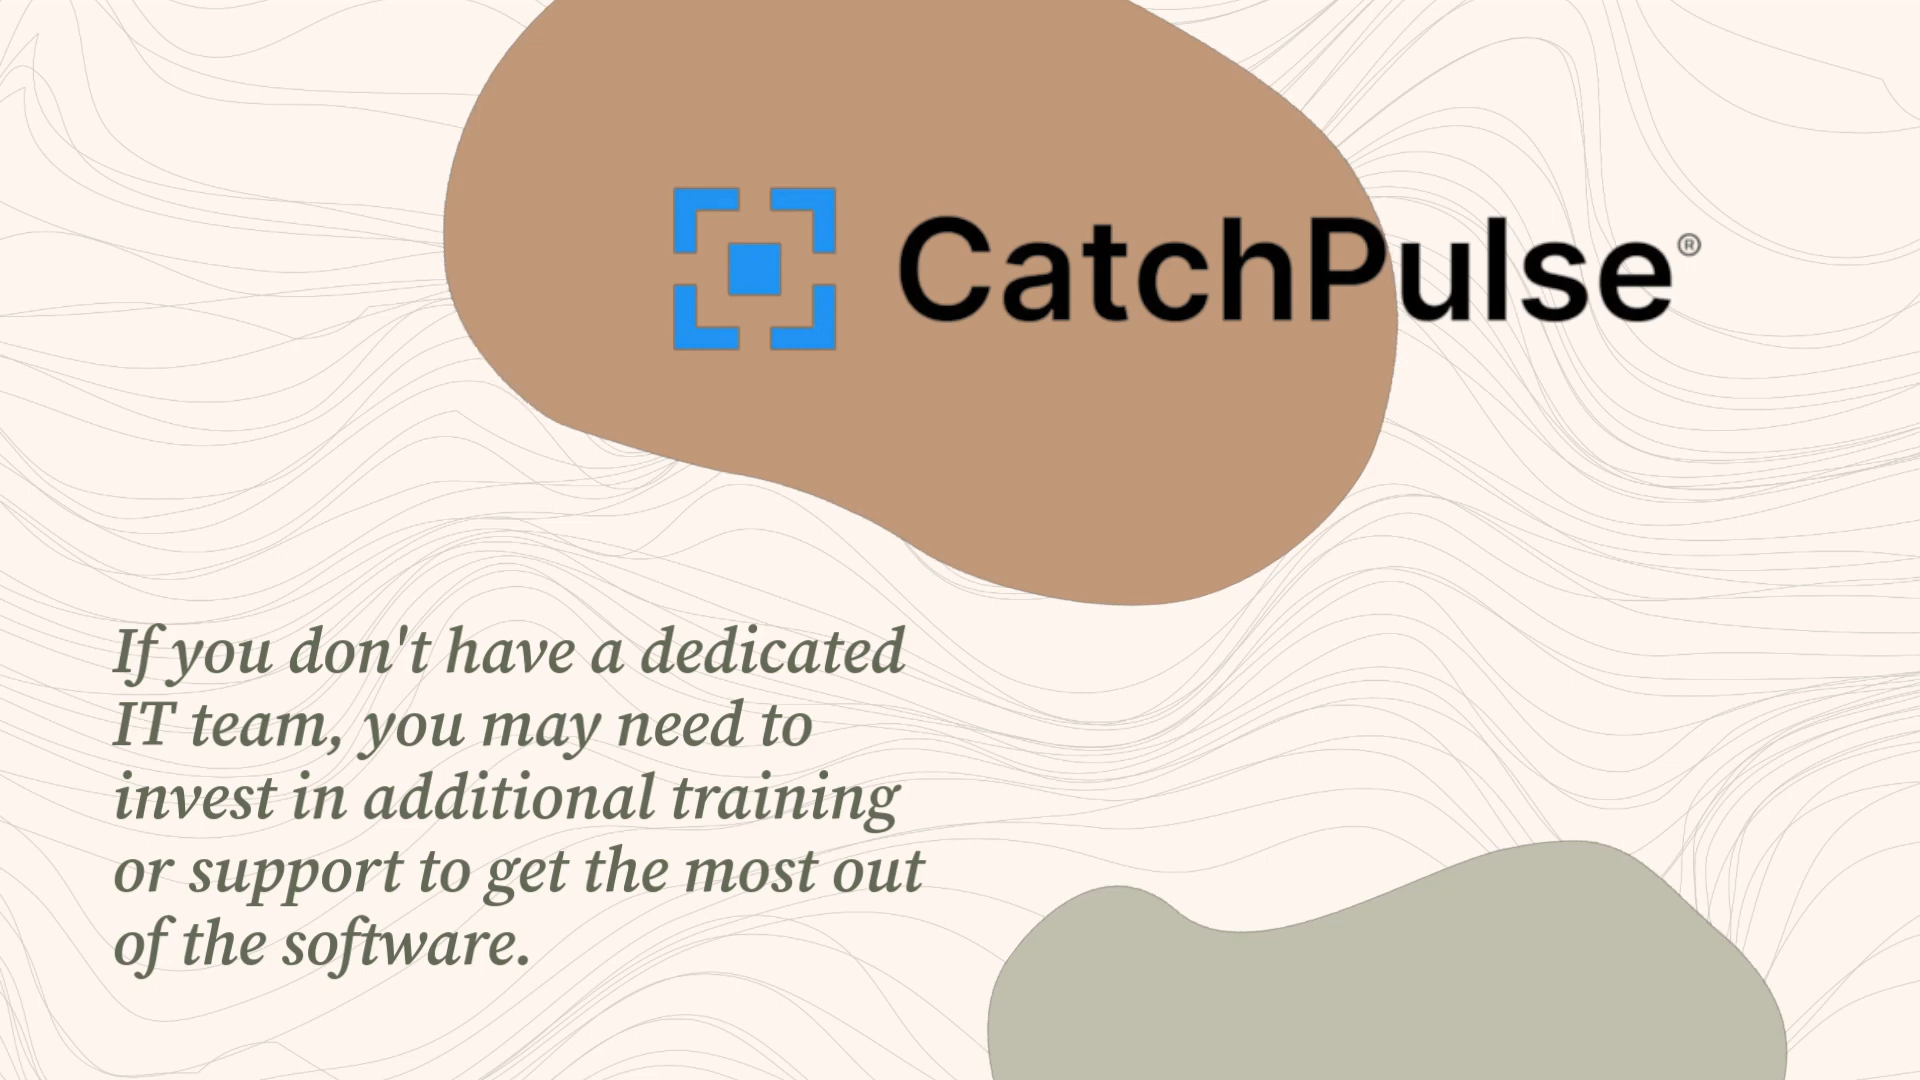 CatchPulse®
If you don't have a dedicated
IT team, you may need to
invest in additional training
or support to get the most out
of the software.